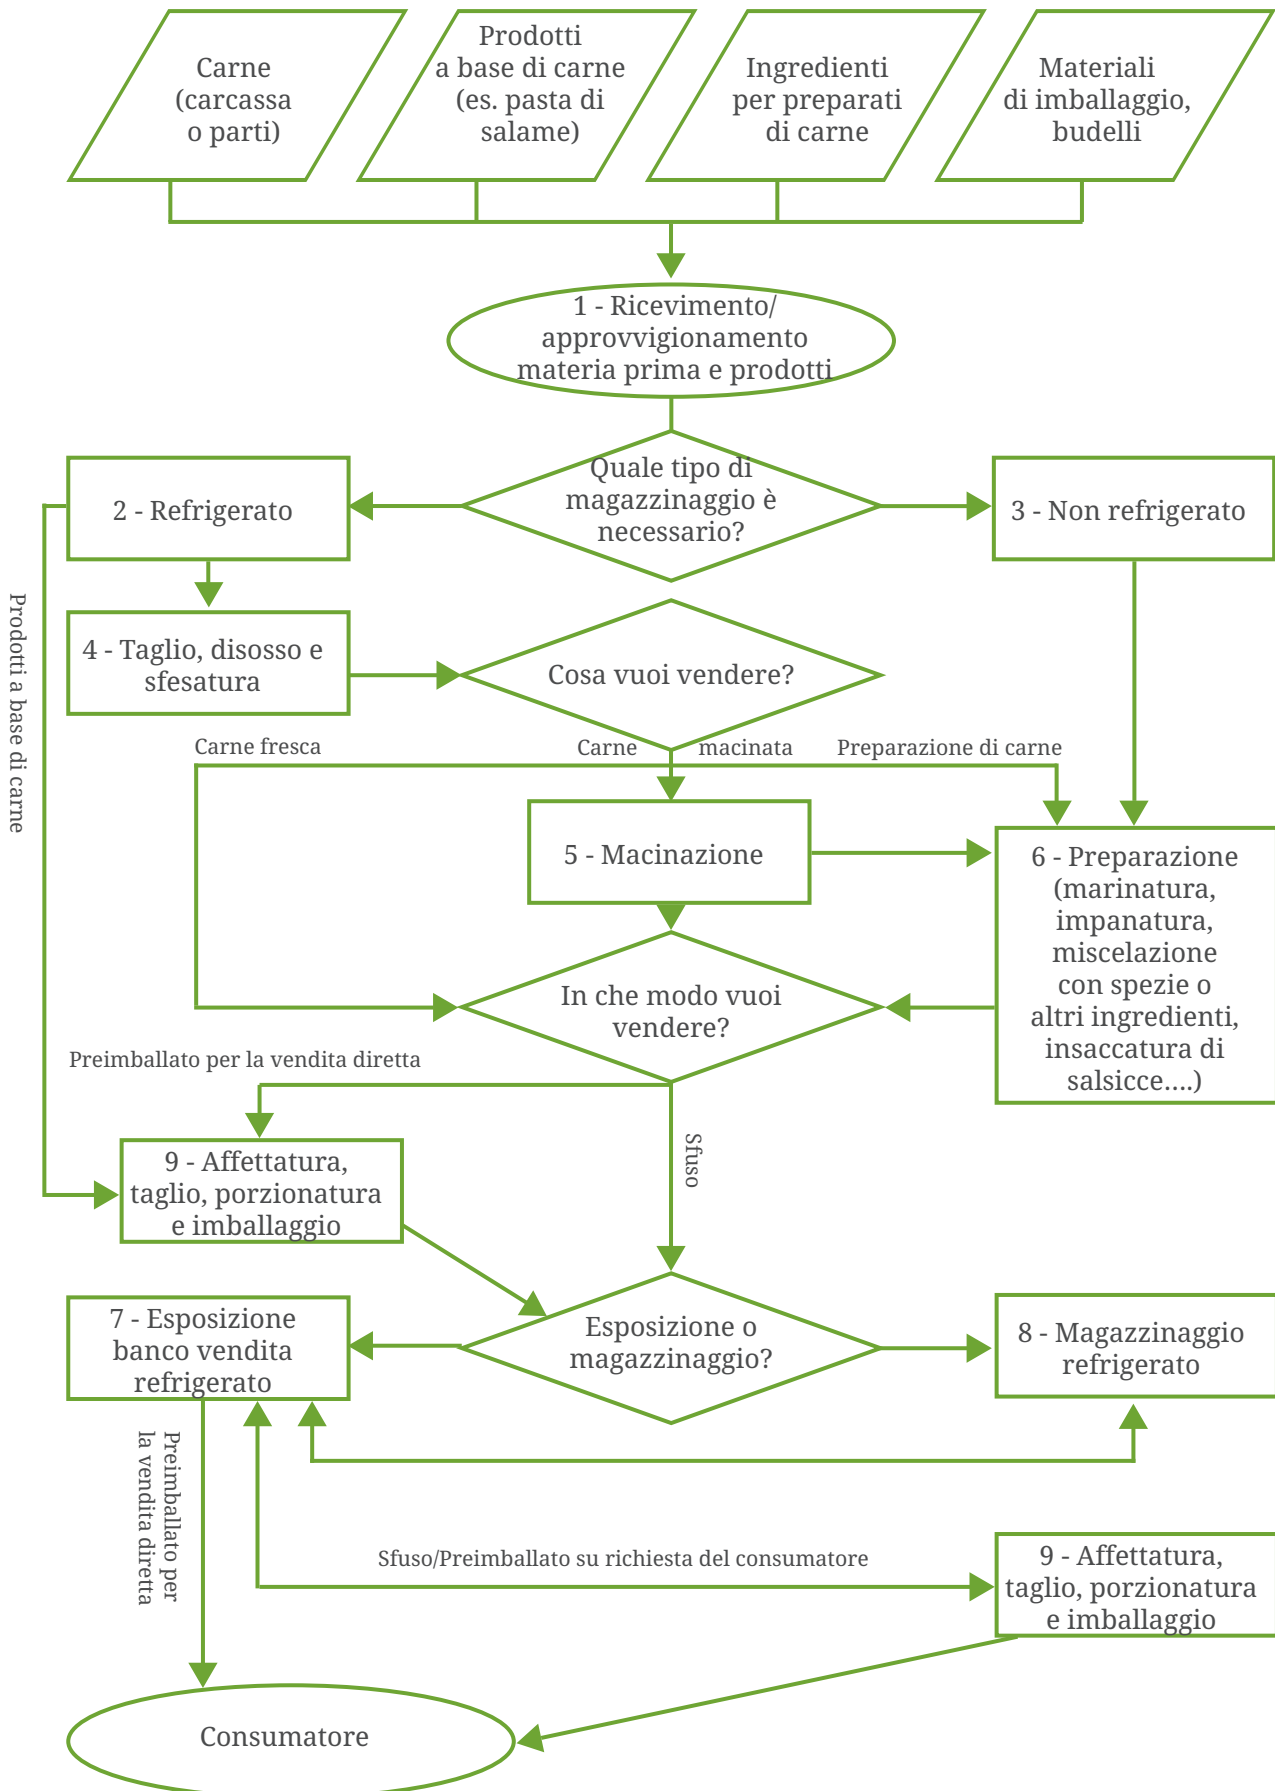 Carne
(carcassa
o parti)
Prodotti
a base di carne
(es. pasta di
salame)
Ingredienti
per preparati
di carne
Materiali
di imballaggio,
budelli
1 - Ricevimento/
approvvigionamento
materia prima e prodotti
Quale tipo di
magazzinaggio è
necessario?
2 - Refrigerato
3 - Non refrigerato
Prodotti a base di carne
4 - Taglio, disosso e
sfesatura
Cosa vuoi vendere?
Carne fresca
Carne macinata
Preparazione di carne
5 - Macinazione
6 - Preparazione
(marinatura,
impanatura,
miscelazione
con spezie o
altri ingredienti,
insaccatura di
salsicce….)
In che modo vuoi
vendere?
Preimballato per la vendita diretta
Sfuso
9 - Affettatura,
taglio, porzionatura
e imballaggio
7 - Esposizione
banco vendita
refrigerato
Esposizione o
magazzinaggio?
8 - Magazzinaggio
refrigerato
Preimballato per
la vendita diretta
Sfuso/Preimballato su richiesta del consumatore
9 - Affettatura,
taglio, porzionatura
e imballaggio
Consumatore